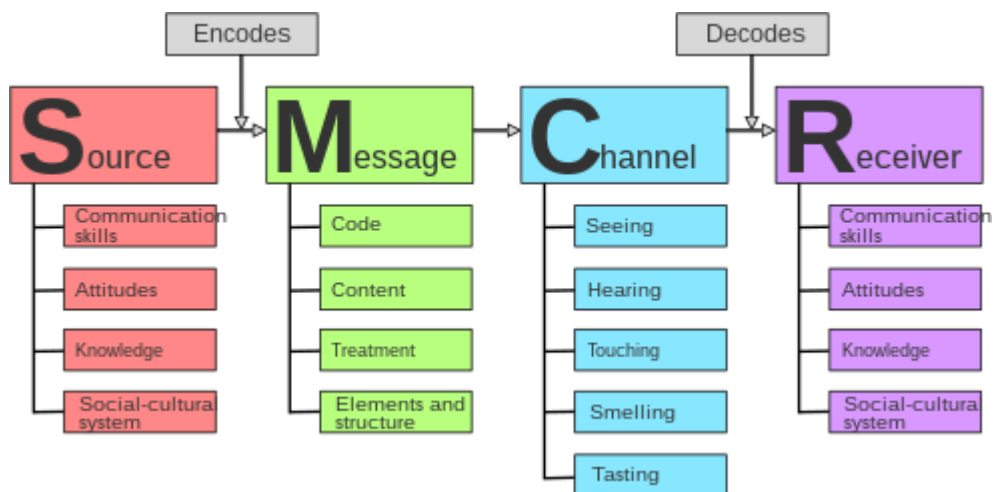 Encodes
Decodes
Source
Message
Channel
Receiver
Communication
skills
Attitudes
Knowledge
Social-cultural
system
Code
Content
Treatment
Elements and
structure
Seeing
Hearing
Touching
Smelling
Tasting
Communication
skills
Attitudes
Knowledge
Social-cultural
system